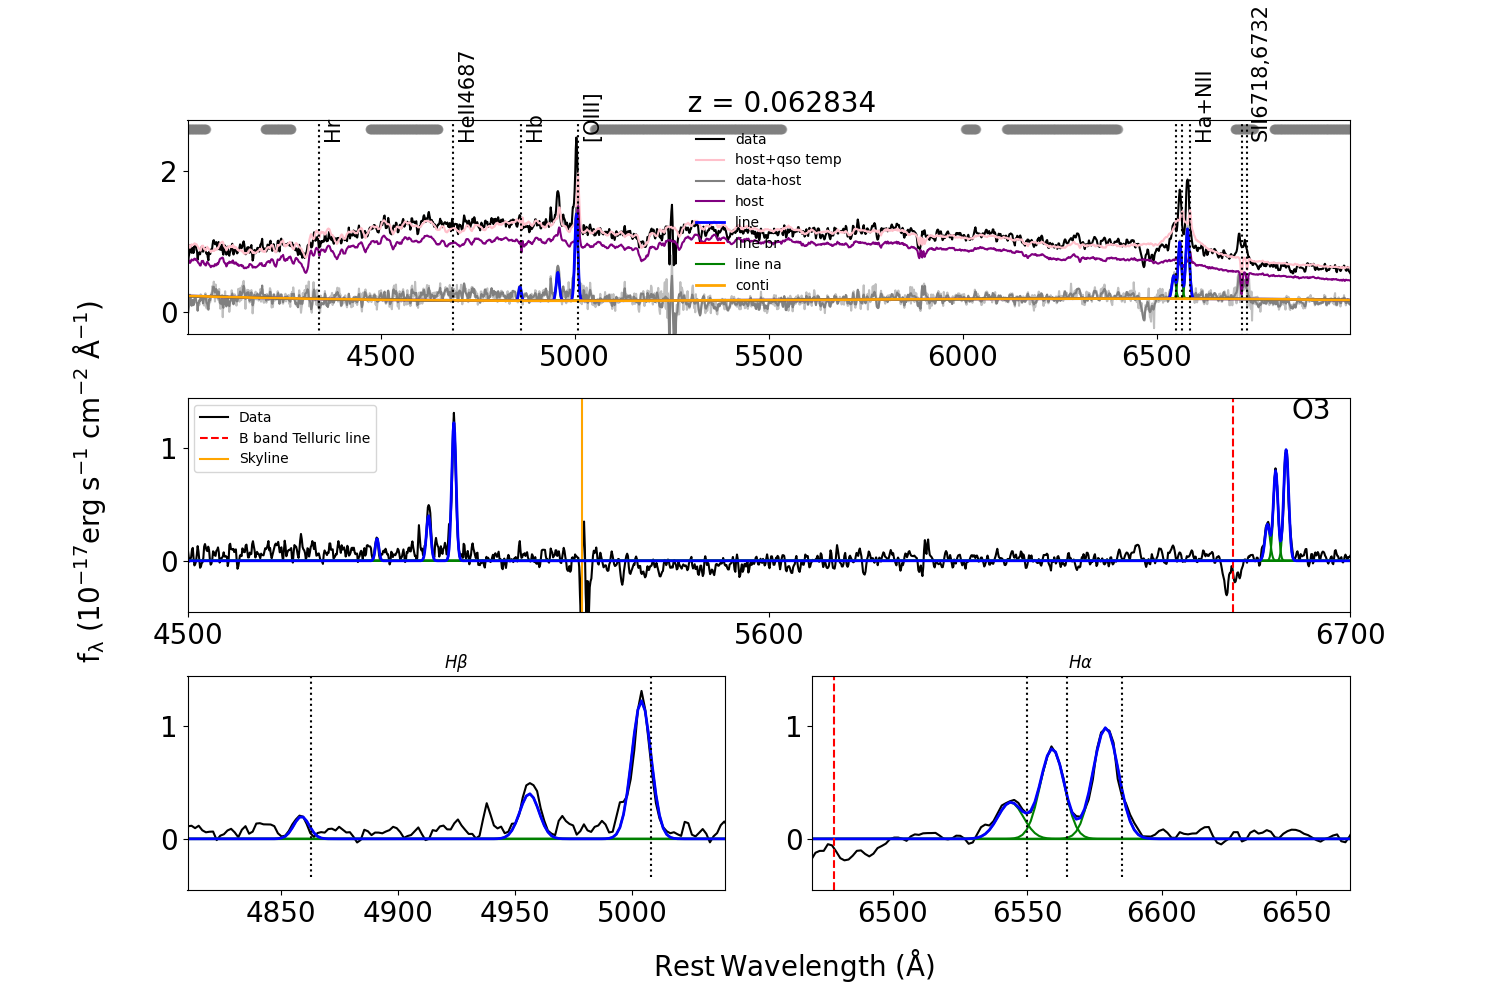 z = 0.062834
Hr
HeII4687
Hb
[OIII]
Ha+NII
SII6718,6732
data
host+qso temp
data-host
host
line
line br
line na
conti
2
0
4500 5000 5500 6000 6500
Data
B band Telluric line
Skyline
O3
1
0
4500 5600 6700
fλ (10−17erg s−1 cm−2 Å−1)
Hβ
1
0
4850 4900 4950 5000
Hα
1
0
6500 6550 6600 6650
Rest Wavelength (Å)